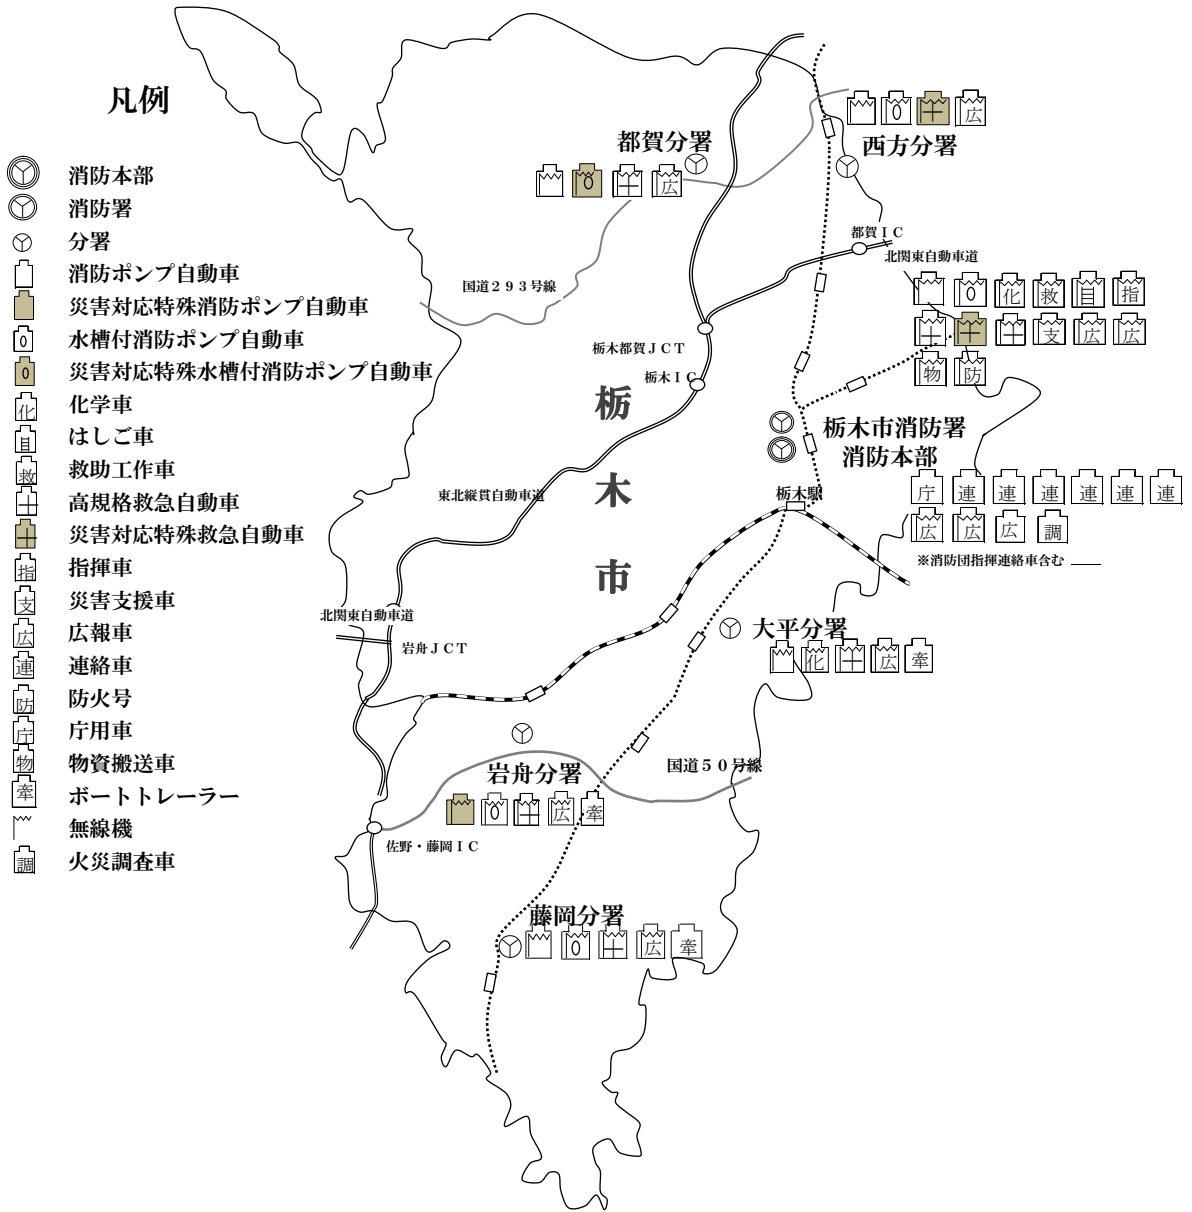 凡例
消防本部
消防署
分署
消防ポンプ自動車
災害対応特殊消防ポンプ自動車
水槽付消防ポンプ自動車
災害対応特殊水槽付消防ポンプ自動車
化 化学車
目 はしご車
救 救助工作車
高規格救急自動車
災害対応特殊救急自動車
指 指揮車
支 災害支援車
広 広報車
連 連絡車
防 防火号
庁 庁用車
物 物資搬送車
牽 ボートトレーラー
無線機
調 火災調査車
都賀分署
広
西方分署
広
都賀ＩＣ
北関東自動車道
国道２９３号線
栃木都賀ＪＣＴ
栃木ＩＣ
栃
木
市
化 救 目 指
支 広 広
物 防
栃木市消防署
消防本部
庁 連 連 連 連 連 連
広 広 広 調
※消防団指揮連絡車含む
東北縦貫自動車道
栃木駅
北関東自動車道
岩舟ＪＣＴ
大平分署
化 広 牽
国道５０号線
岩舟分署
広 牽
佐野・藤岡ＩＣ
藤岡分署
広 牽